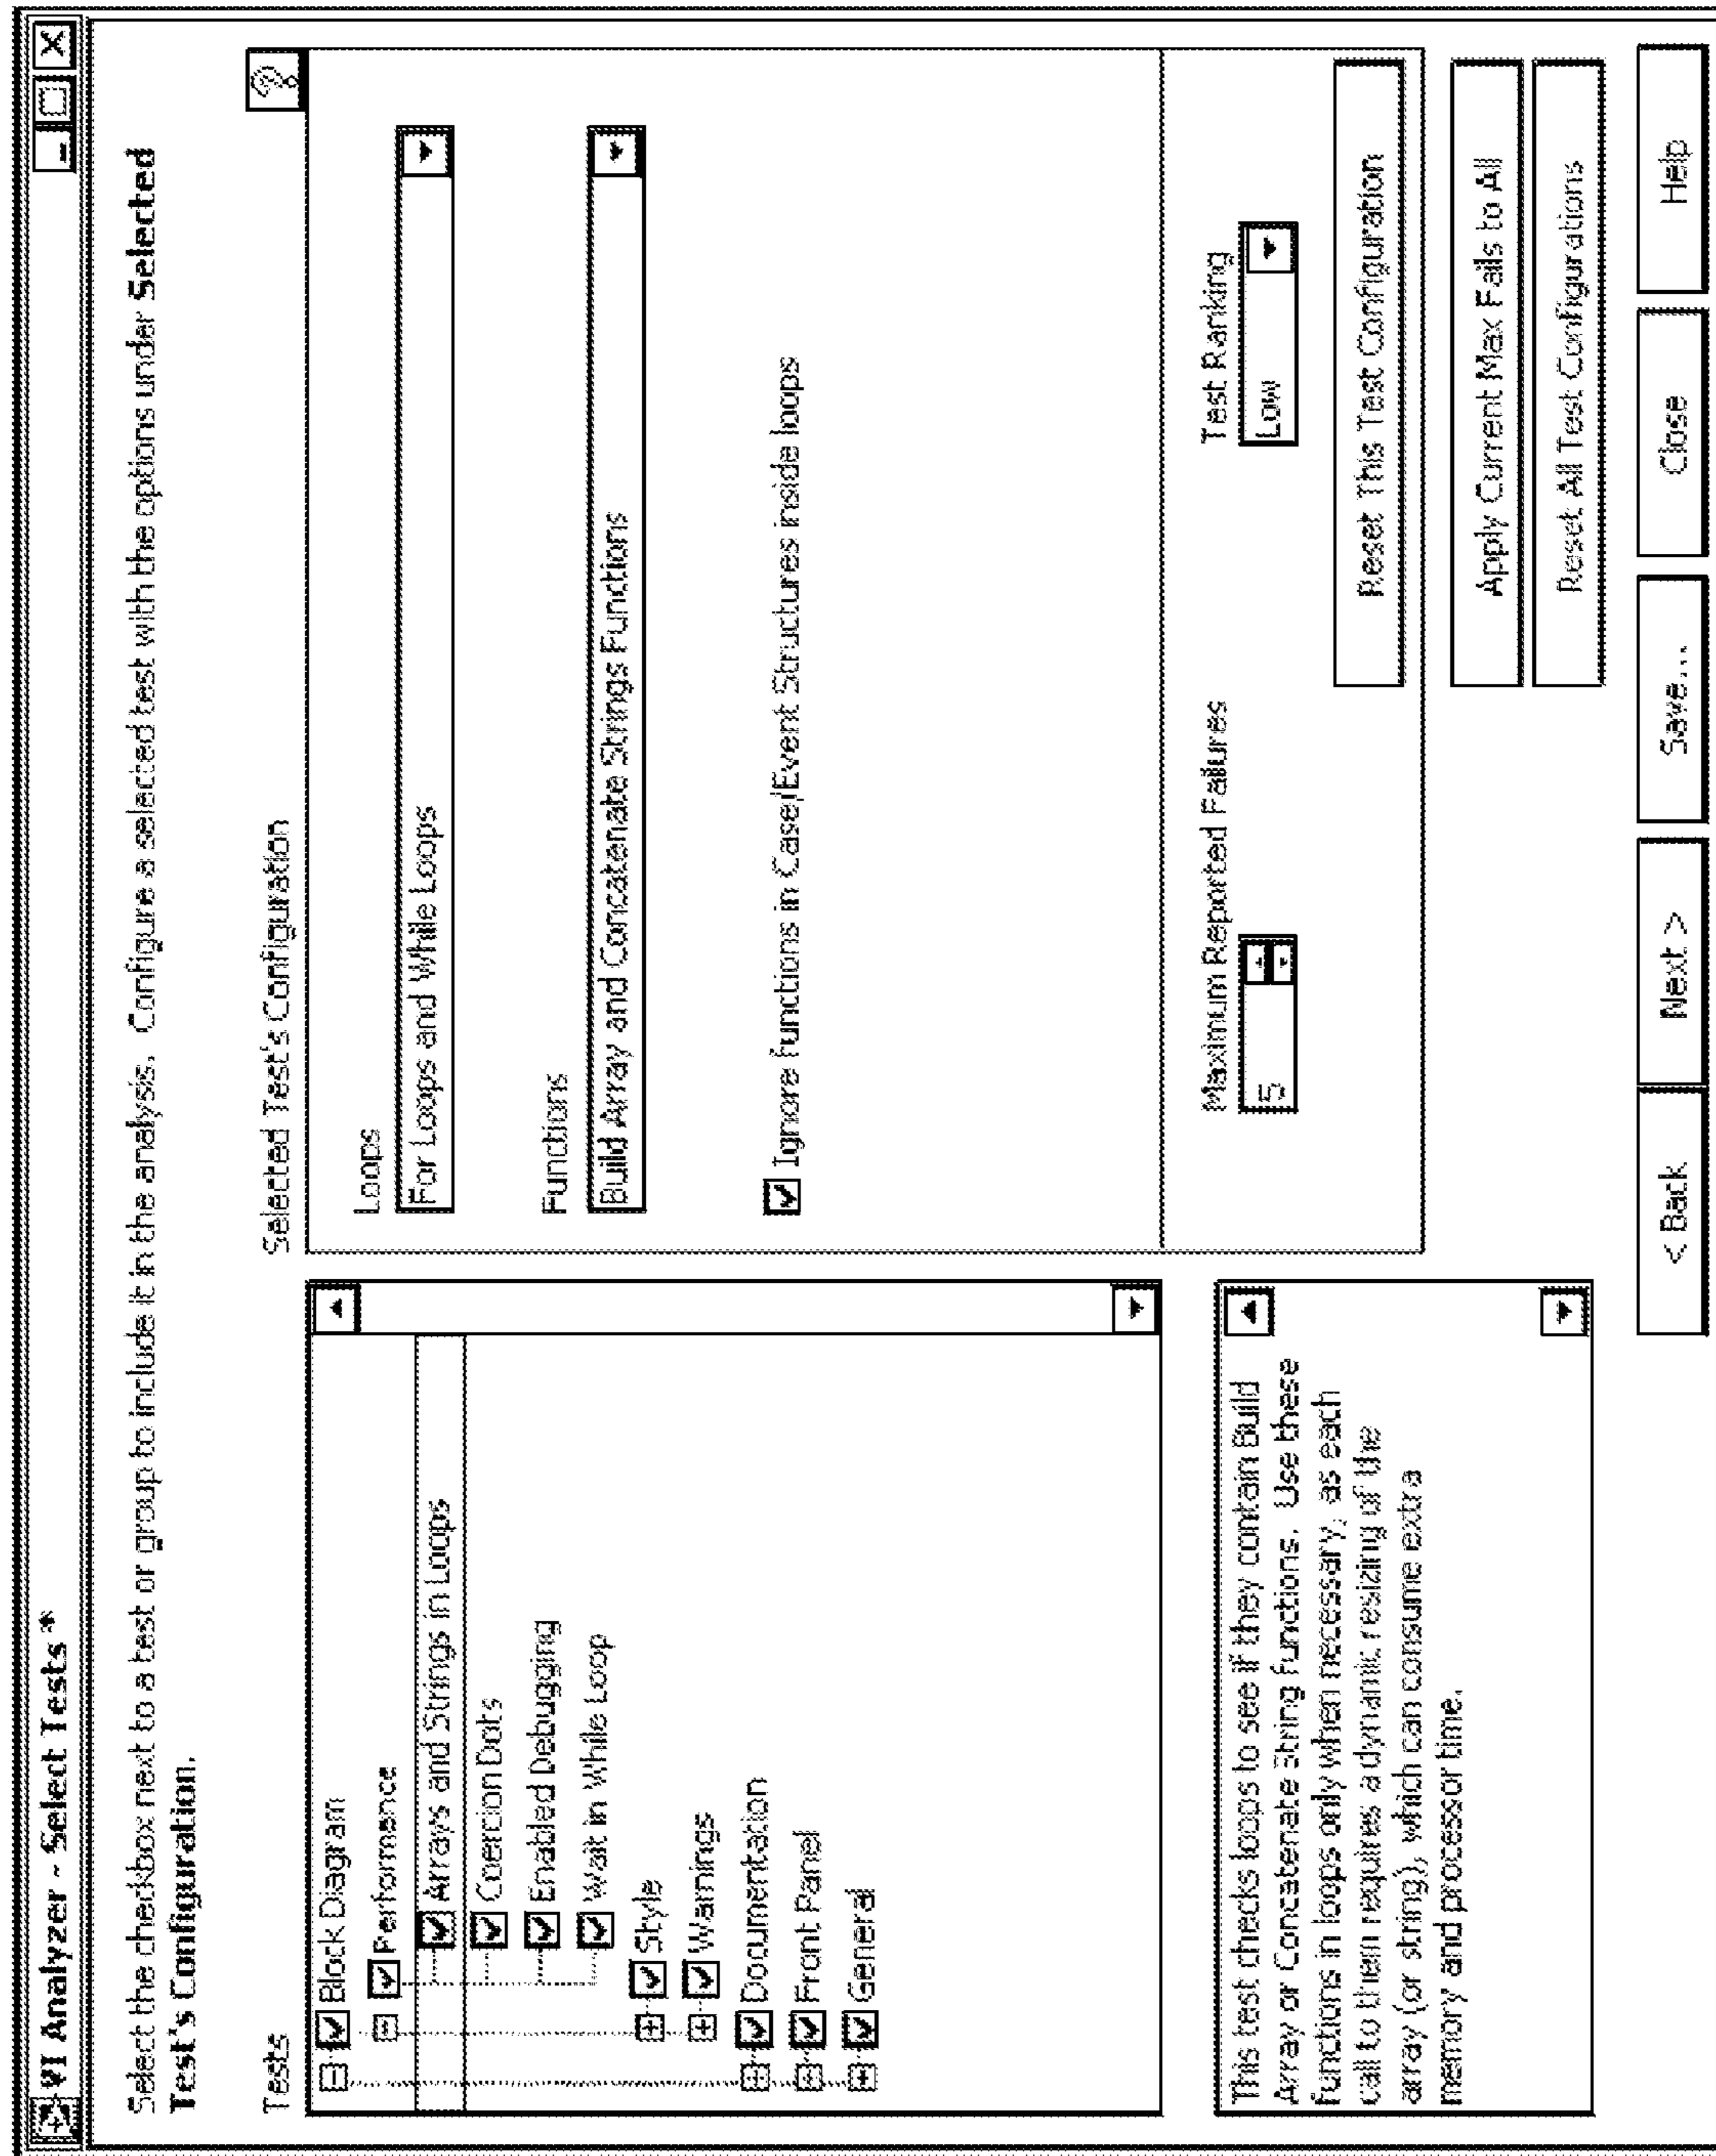 VI Analyzer - Select Tests *
Select the checkbox next to a test or group to include it in the analysis. Configure a selected test with the options under Selected
Test's Configuration.
Tests
Block Diagram
Performance
Arrays and Strings in Loops
Coercion Dots
Enabled Debugging
Wait in While Loop
Style
Warnings
Documentation
Front Panel
General
This test checks loops to see if they contain Build
Array or Concatenate String functions. Use these
functions in loops only when necessary, as each
call to them requires a dynamic resizing of the
array (or string), which can consume extra
memory and processor time.
Selected Test's Configuration
?
Loops
For Loops and While Loops
Functions
Build Array and Concatenate Strings Functions
Ignore functions in Case/Event Structures inside loops
Maximum Reported Failures
5
Test Ranking
Low
Reset This Test Configuration
Apply Current Max Fails to All
Reset All Test Configurations
< Back
Next >
Save...
Close
Help